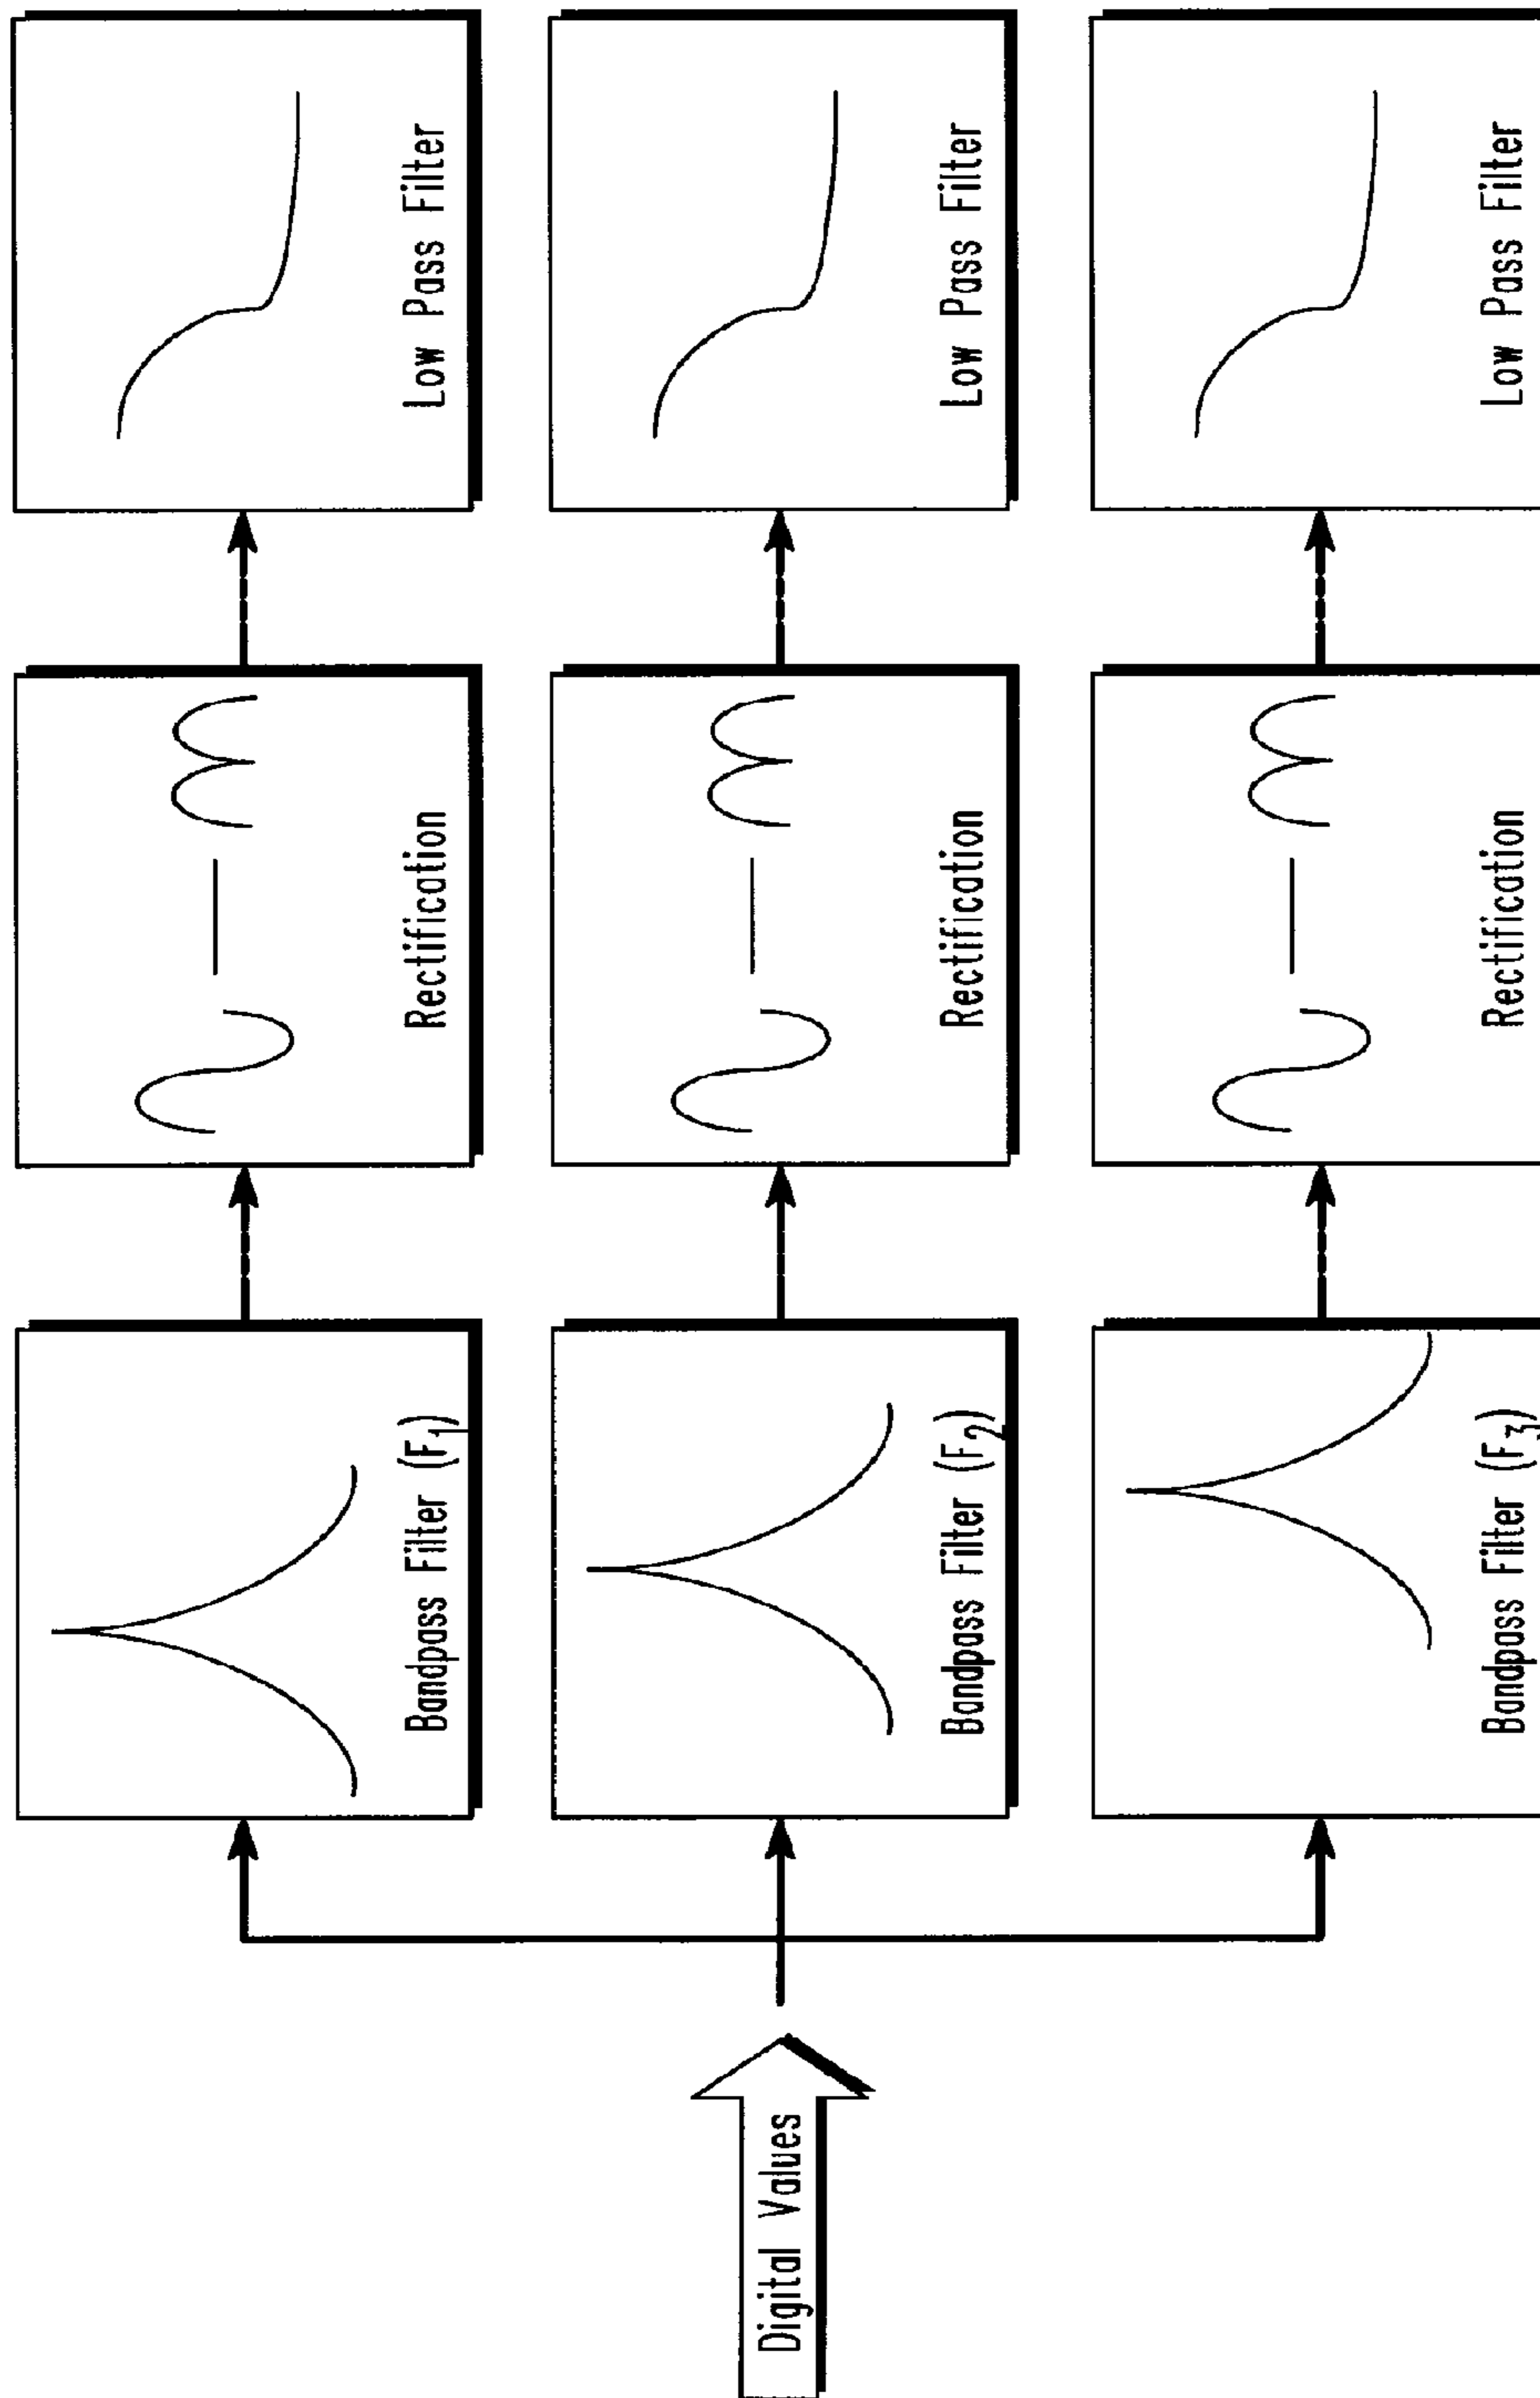 Digital Values
Bandpass Filter (F₁)
Rectification
Low Pass Filter
Bandpass Filter (F₂)
Rectification
Low Pass Filter
Bandpass Filter (F₃)
Rectification
Low Pass Filter